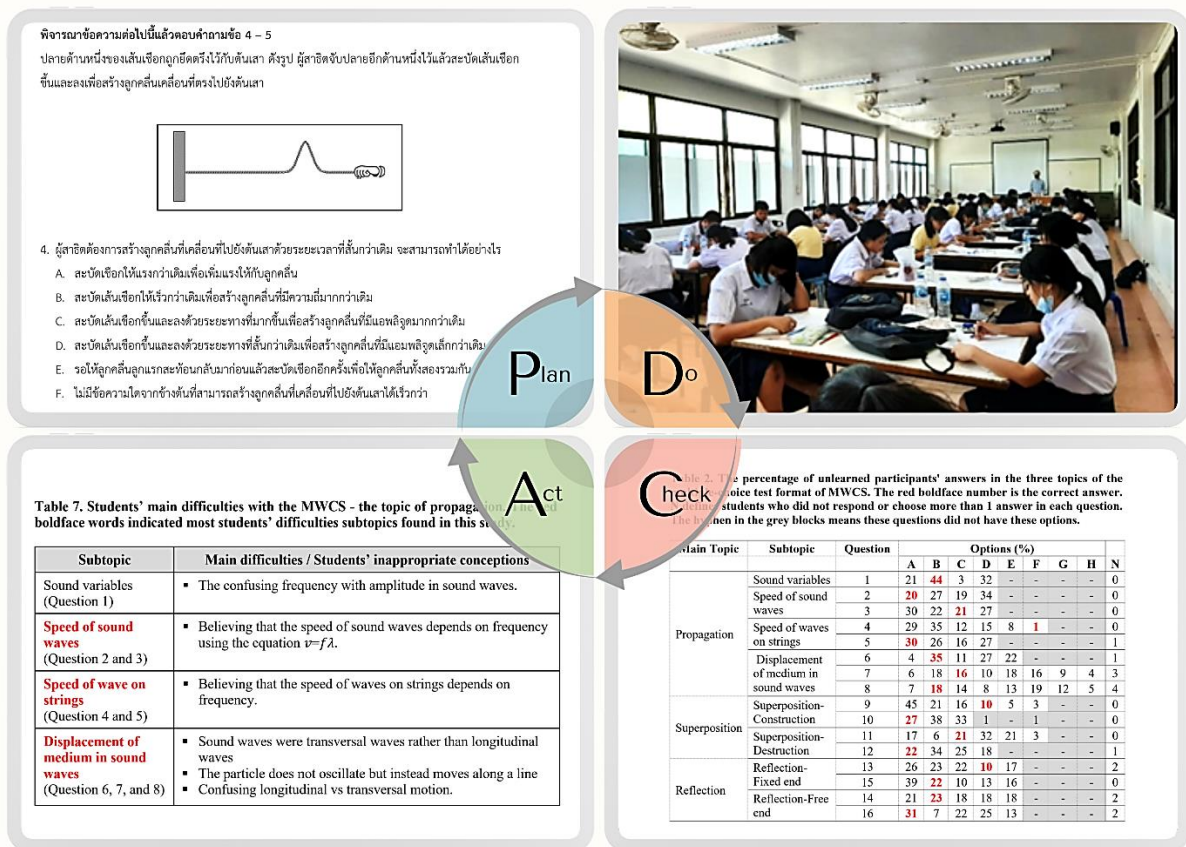 พิจารณาข้อความต่อไปนี้แล้วตอบคำถามข้อ 4 – 5
ปลายด้านหนึ่งของเส้นเชือกถูกยึดตรึงไว้กับต้นเสา ดังรูป ผู้สาธิตจับปลายอีกด้านหนึ่งไว้แล้วสะบัดเส้นเชือก
ขึ้นและลงเพื่อสร้างลูกคลื่นเคลื่อนที่ตรงไปยังต้นเสา
4. ผู้สาธิตต้องการสร้างลูกคลื่นที่เคลื่อนที่ไปยังต้นเสาด้วยระยะเวลาที่สั้นกว่าเดิม จะสามารถทำได้อย่างไร
A. สะบัดเชือกให้แรงกว่าเดิมเพื่อเพิ่มแรงให้กับลูกคลื่น
B. สะบัดเส้นเชือกให้เร็วกว่าเดิมเพื่อสร้างลูกคลื่นที่มีความถี่มากกว่าเดิม
C. สะบัดเส้นเชือกขึ้นและลงด้วยระยะทางที่มากขึ้นเพื่อสร้างลูกคลื่นที่มีแอพลิจูดมากกว่าเดิม
D. สะบัดเส้นเชือกขึ้นและลงด้วยระยะทางที่สั้นกว่าเดิมเพื่อสร้างลูกคลื่นที่มีแอมพลิจูดเล็กกว่าเดิม
E. รอให้ลูกคลื่นลูกแรกสะท้อนกลับมาก่อนแล้วสะบัดเชือกอีกครั้งเพื่อให้ลูกคลื่นทั้งสองรวมกัน
F. ไม่มีข้อความใดจากข้างต้นที่สามารถสร้างลูกคลื่นที่เคลื่อนที่ไปยังต้นเสาได้เร็วกว่า
Plan
Do
Act
Check
Table 7. Students' main difficulties with the MWCS - the topic of propagation. The red
boldface words indicated most students' difficulties subtopics found in this study.
Subtopic Main difficulties / Students' inappropriate conceptions
Sound variables
(Question 1)
▪ The confusing frequency with amplitude in sound waves.
Speed of sound
waves
(Question 2 and 3)
▪ Believing that the speed of sound waves depends on frequency
using the equation v=fλ.
Speed of wave on
strings
(Question 4 and 5)
▪ Believing that the speed of waves on strings depends on
frequency.
Displacement of
medium in sound
waves
(Question 6, 7, and 8)
▪ Sound waves were transversal waves rather than longitudinal
waves
▪ The particle does not oscillate but instead moves along a line
▪ Confusing longitudinal vs transversal motion.
Table 2. The percentage of unlearned participants' answers in the three topics of the
-choice test format of MWCS. The red boldface number is the correct answer.
N define students who did not respond or choose more than 1 answer in each question.
The hyphen in the grey blocks means these questions did not have these options.
Main Topic Subtopic Question Options (%)
A B C D E F G H N
Propagation
Sound variables 1 21 44 3 32 - - - - 0
Speed of sound waves 2 20 27 19 34 - - - - 0
3 30 22 21 27 - - - - 0
Speed of waves on strings 4 29 35 12 15 8 1 - - 0
5 30 26 16 27 - - - - 1
Displacement of medium in sound waves 6 4 35 11 27 22 - - - 1
7 6 18 16 10 18 16 9 4 3
8 7 18 14 8 13 19 12 5 4
Superposition
Superposition-Construction 9 45 21 16 10 5 3 - - 0
10 27 38 33 1 - 1 - - 0
Superposition-Destruction 11 17 6 21 32 21 3 - - 0
12 22 34 25 18 - - - - 1
Reflection
Reflection-Fixed end 13 26 23 22 10 17 - - - 2
15 39 22 10 13 16 - - - 0
Reflection-Free end 14 21 23 18 18 18 - - - 2
16 31 7 22 25 13 - - - 2